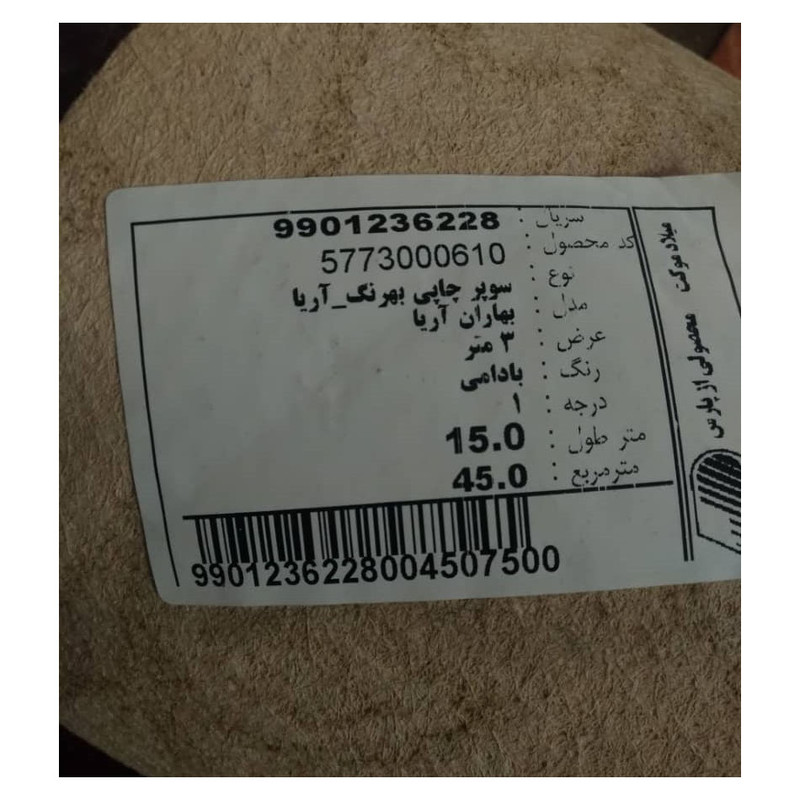 سریال : 9901236228
کد محصول : 5773000610
نوع : سوپر چاپی بهرنگ_آریا
مدل : بهاران آریا
عرض : ۳ متر
رنگ : بادامی
درجه : ۱
متر طول : 15.0
مترمربع : 45.0
9901236228004507500
محصولی از پارس
میلاد موکت